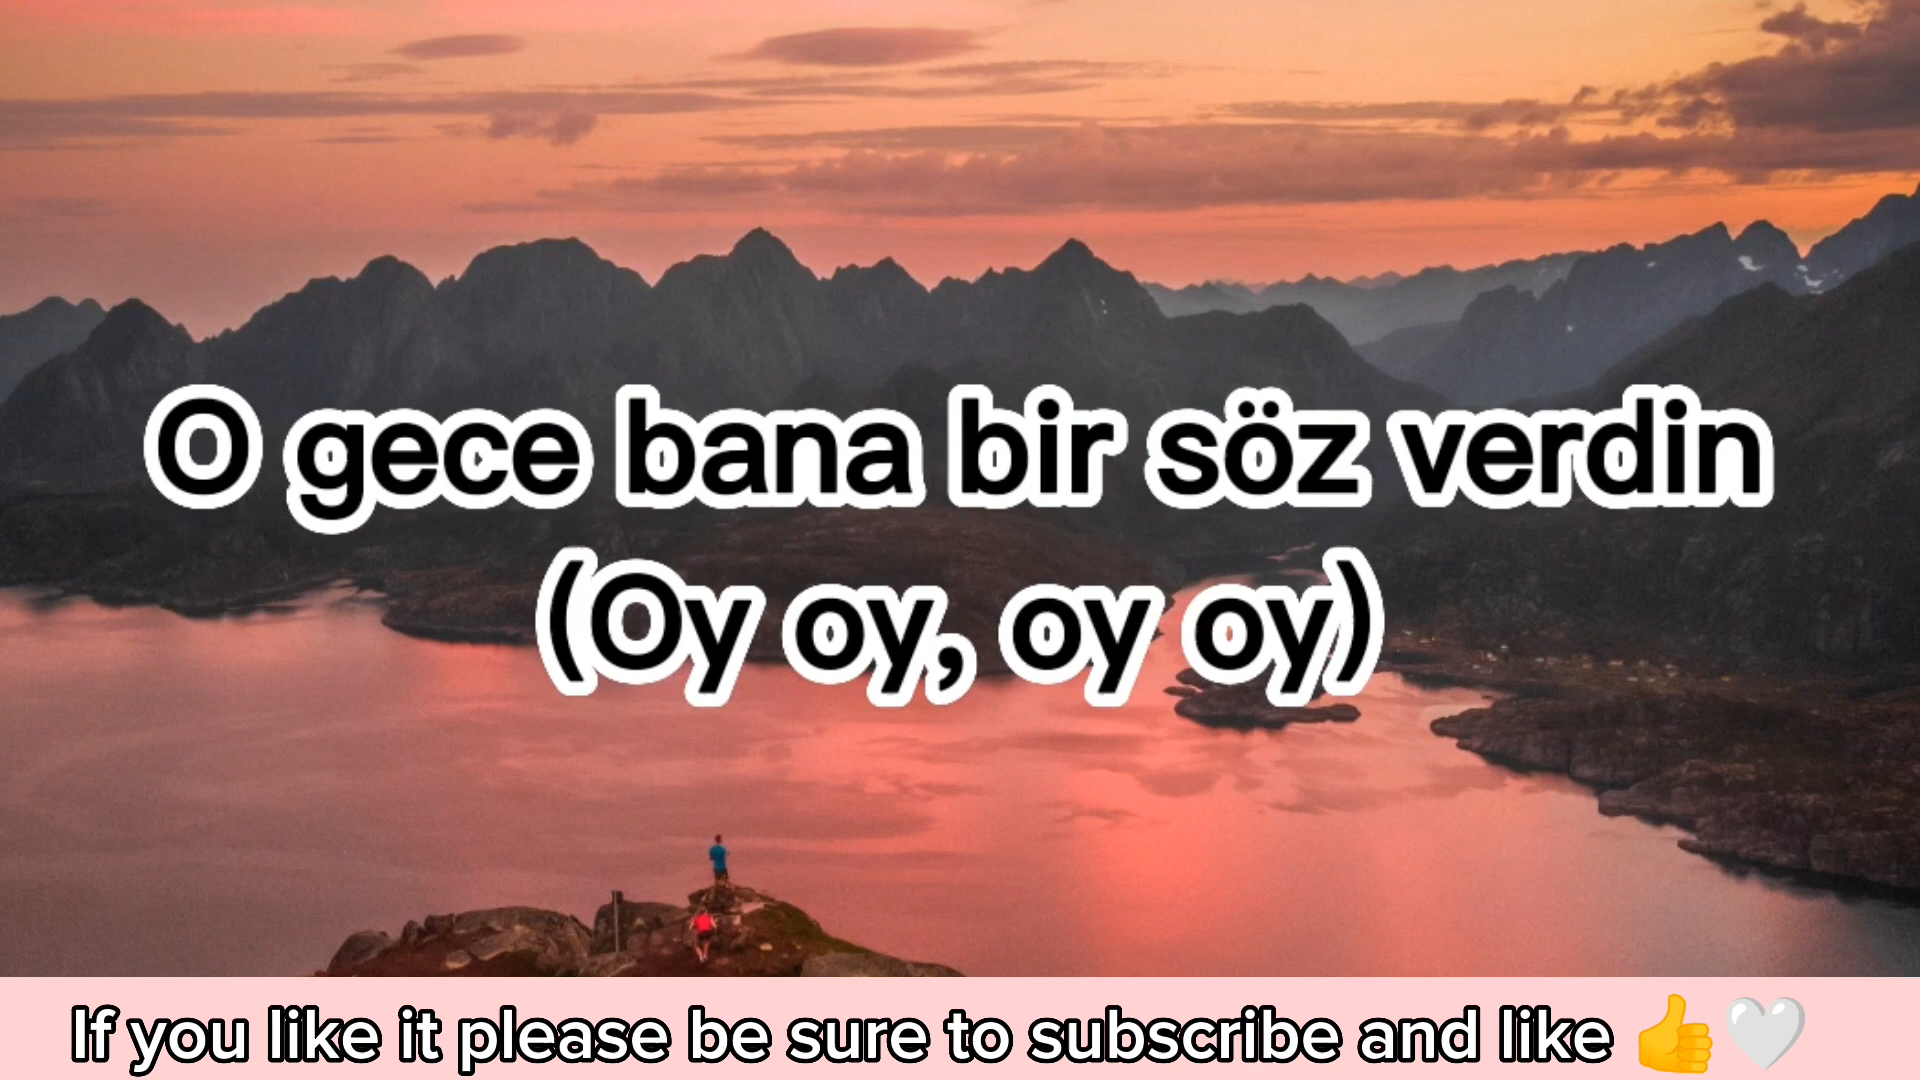 O gece bana bir söz verdin
(Oy oy, oy oy)
If you like it please be sure to subscribe and like 👍🤍